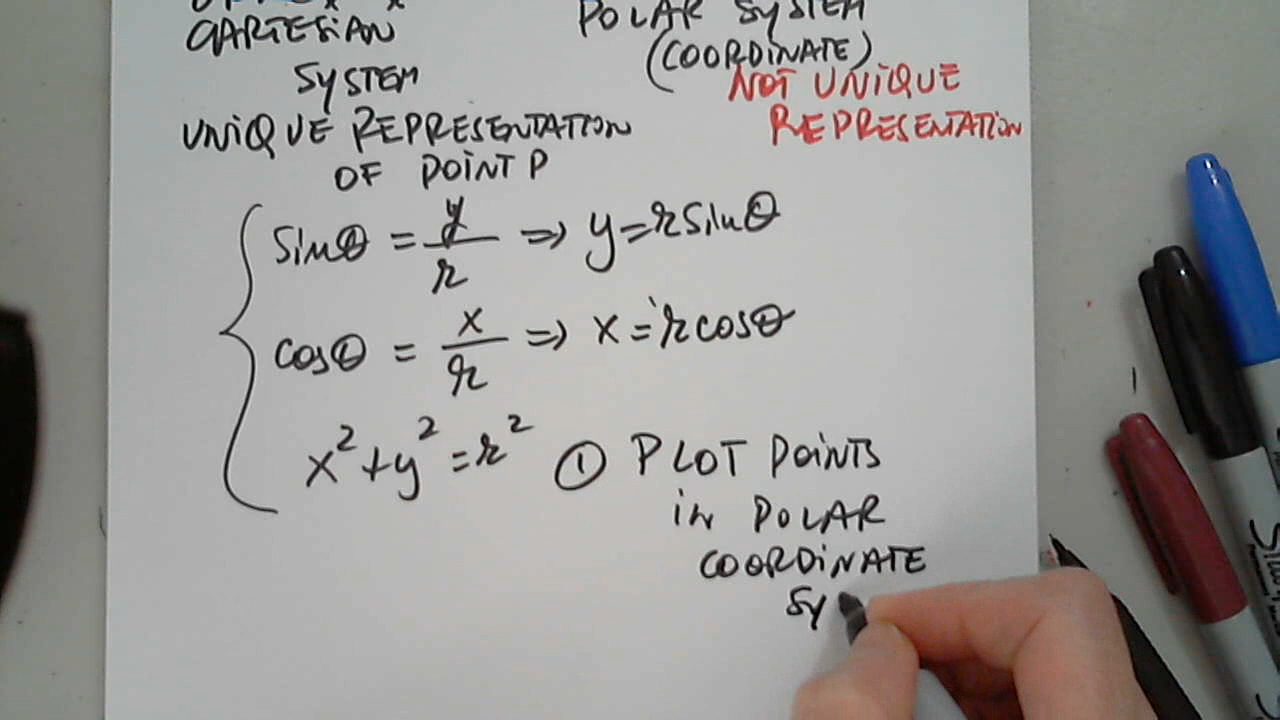 CARTESIAN
SYSTEM
UNIQUE REPRESENTATION
OF POINT P
POLAR SYSTEM
(COORDINATE)
NOT UNIQUE
REPRESENTATION
sinθ = y/r ⇒ y = r sinθ
cosθ = x/r ⇒ x = r cosθ
x² + y² = r²
① PLOT POINTS
in POLAR
COORDINATE
Sy